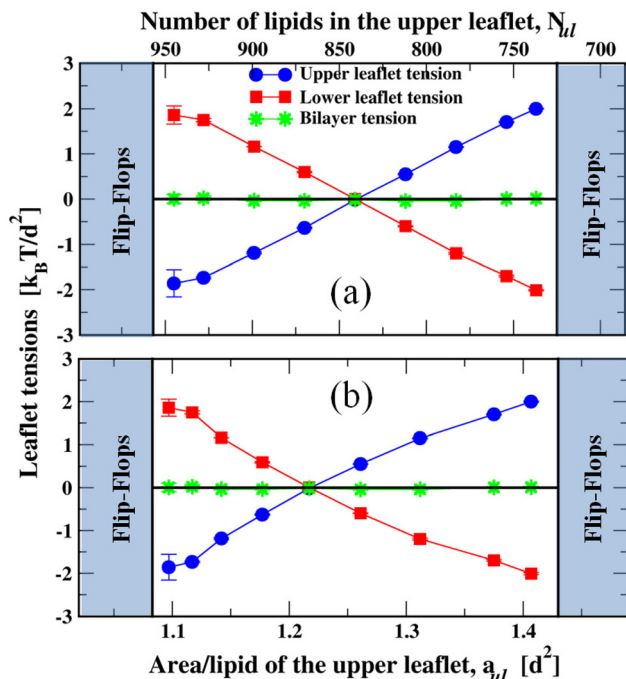 Number of lipids in the upper leaflet, N_ul
950 900 850 800 750 700
3
2
1
0
-1
-2
-3
Upper leaflet tension
Lower leaflet tension
Bilayer tension
Flip-Flops
Flip-Flops
(a)
Leaflet tensions [k_BT/d²]
3
2
1
0
-1
-2
-3
(b)
Flip-Flops
Flip-Flops
1.1 1.2 1.3 1.4
Area/lipid of the upper leaflet, a_ul [d²]